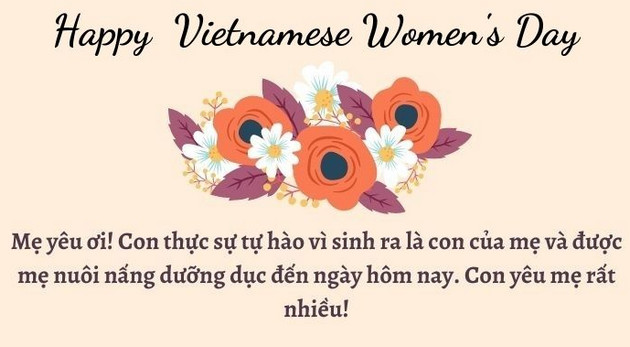 Happy Vietnamese Women's Day
Mẹ yêu ơi! Con thực sự tự hào vì sinh ra là con của mẹ và được
mẹ nuôi nấng dưỡng dục đến ngày hôm nay. Con yêu mẹ rất
nhiều!